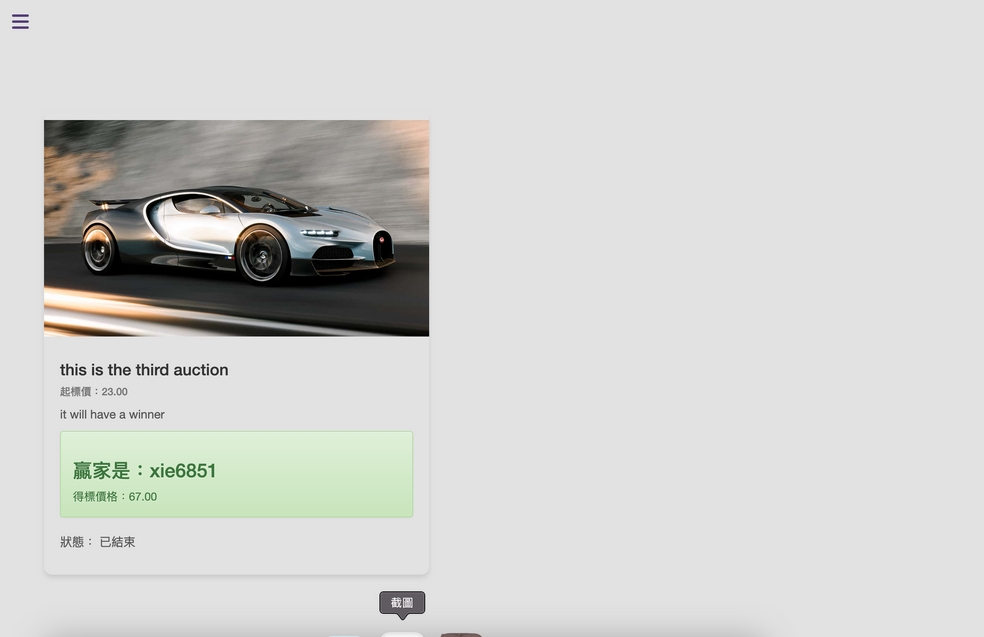 this is the third auction
起標價：23.00
it will have a winner
贏家是：xie6851
得標價格：67.00
狀態： 已結束
截圖